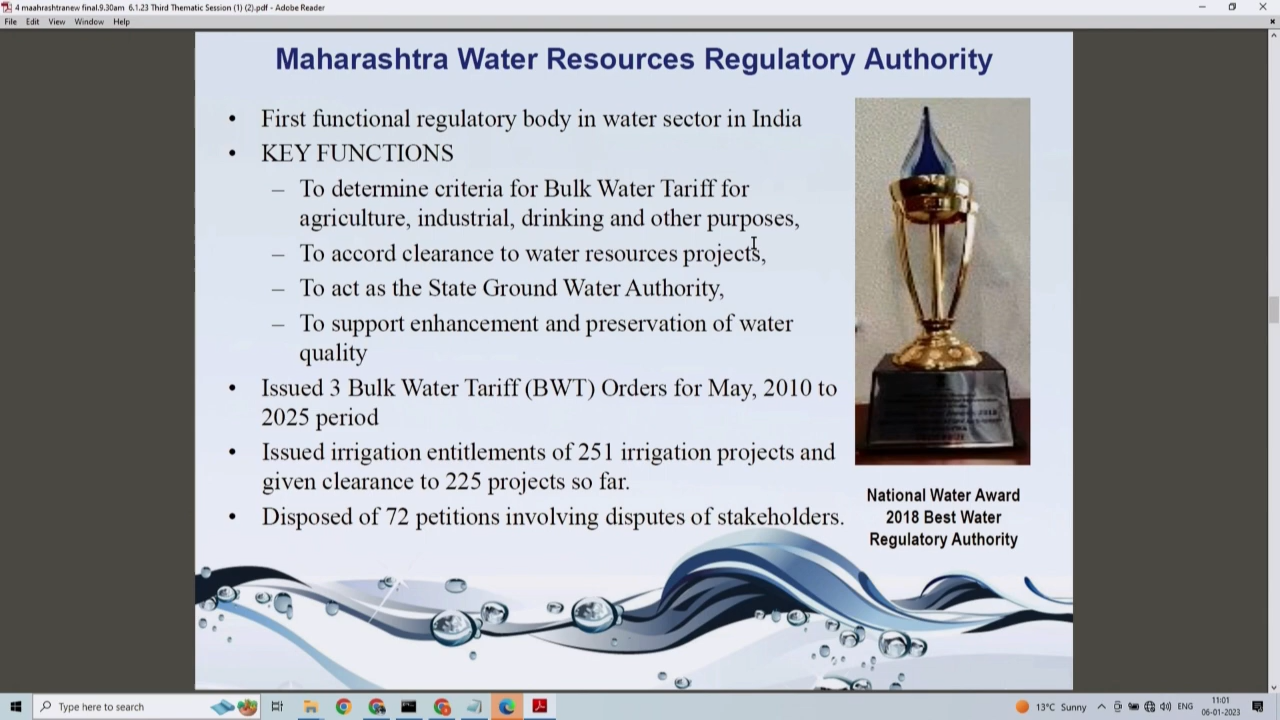 4 maahrashtranew final.9.30am 6.1.23 Third Thematic Session (1) (2).pdf - Adobe Reader
File Edit View Window Help
Maharashtra Water Resources Regulatory Authority
• First functional regulatory body in water sector in India
• KEY FUNCTIONS
– To determine criteria for Bulk Water Tariff for
agriculture, industrial, drinking and other purposes,
– To accord clearance to water resources projects,
– To act as the State Ground Water Authority,
– To support enhancement and preservation of water
quality
• Issued 3 Bulk Water Tariff (BWT) Orders for May, 2010 to
2025 period
• Issued irrigation entitlements of 251 irrigation projects and
given clearance to 225 projects so far.
• Disposed of 72 petitions involving disputes of stakeholders.
National Water Award
2018 Best Water
Regulatory Authority
Type here to search
13°C Sunny
ENG
11:01
06-01-2023